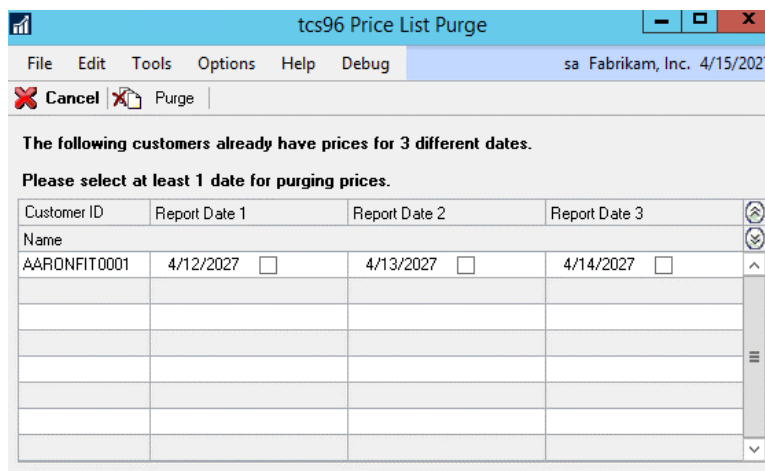 tcs96 Price List Purge
File Edit Tools Options Help Debug sa Fabrikam, Inc. 4/15/202
Cancel Purge
The following customers already have prices for 3 different dates.
Please select at least 1 date for purging prices.
Customer ID Report Date 1 Report Date 2 Report Date 3
Name
AARONFIT0001 4/12/2027 4/13/2027 4/14/2027